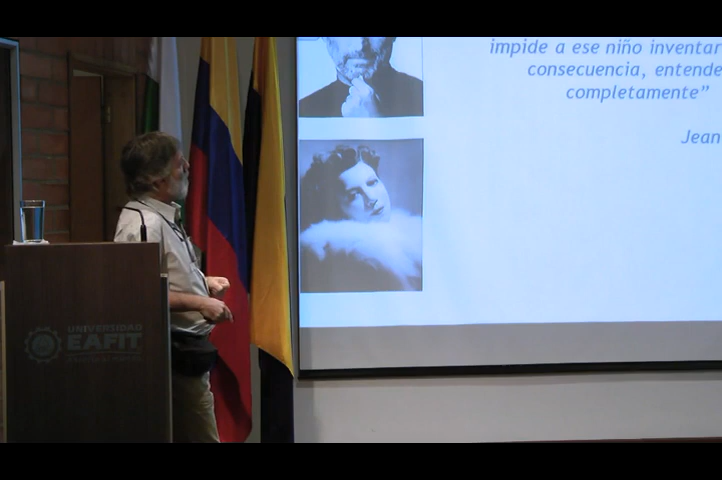 impide a ese niño inventar
consecuencia, entende
completamente”
Jean
UNIVERSIDAD
EAFIT